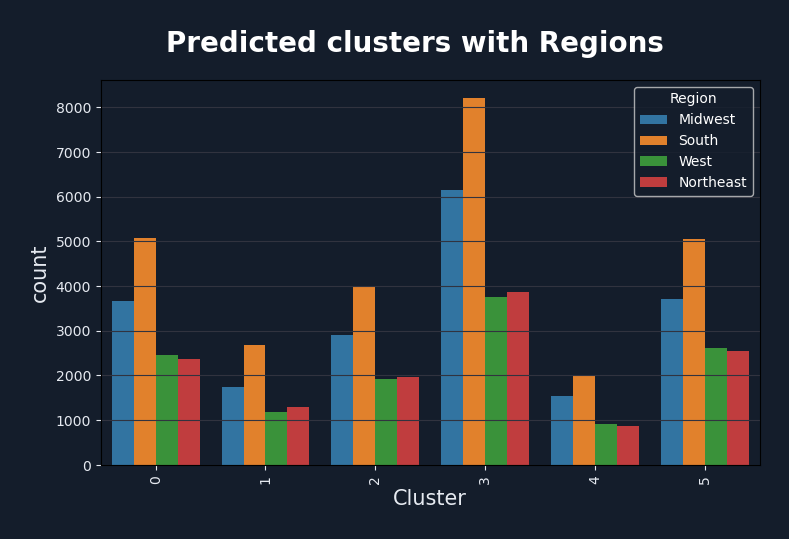 Predicted clusters with Regions
Region
Midwest
South
West
Northeast
8000
7000
6000
5000
4000
3000
2000
1000
0
count
0
1
2
3
4
5
Cluster